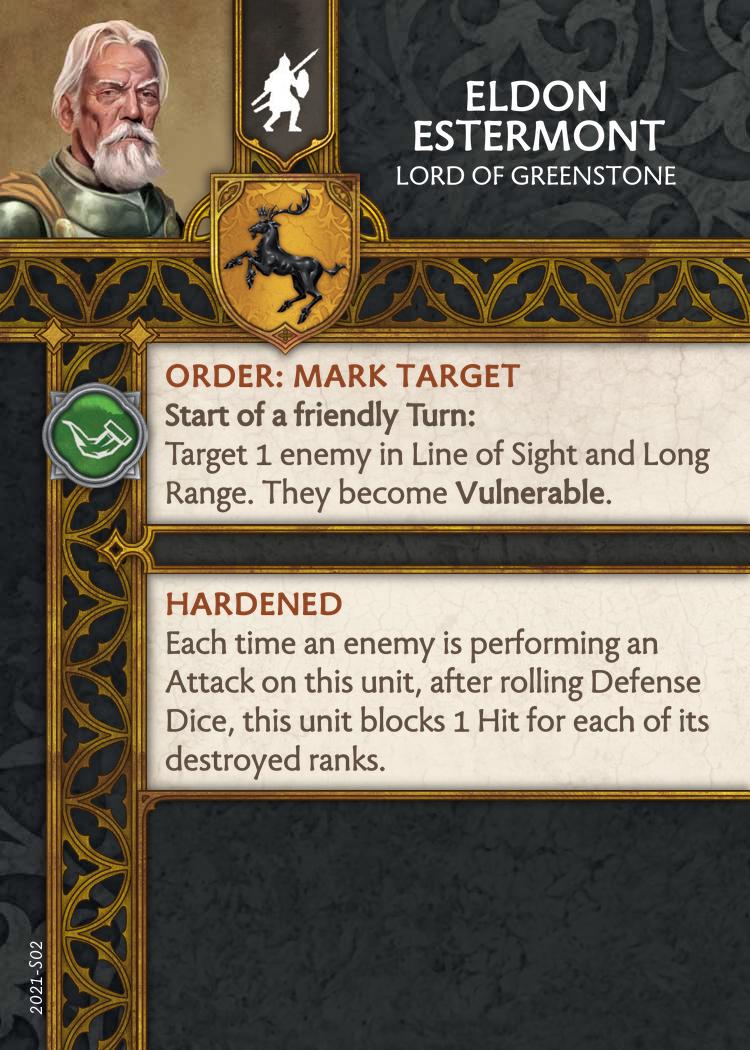 ELDON
ESTERMONT
LORD OF GREENSTONE
ORDER: MARK TARGET
Start of a friendly Turn:
Target 1 enemy in Line of Sight and Long
Range. They become Vulnerable.
HARDENED
Each time an enemy is performing an
Attack on this unit, after rolling Defense
Dice, this unit blocks 1 Hit for each of its
destroyed ranks.
2021-S02